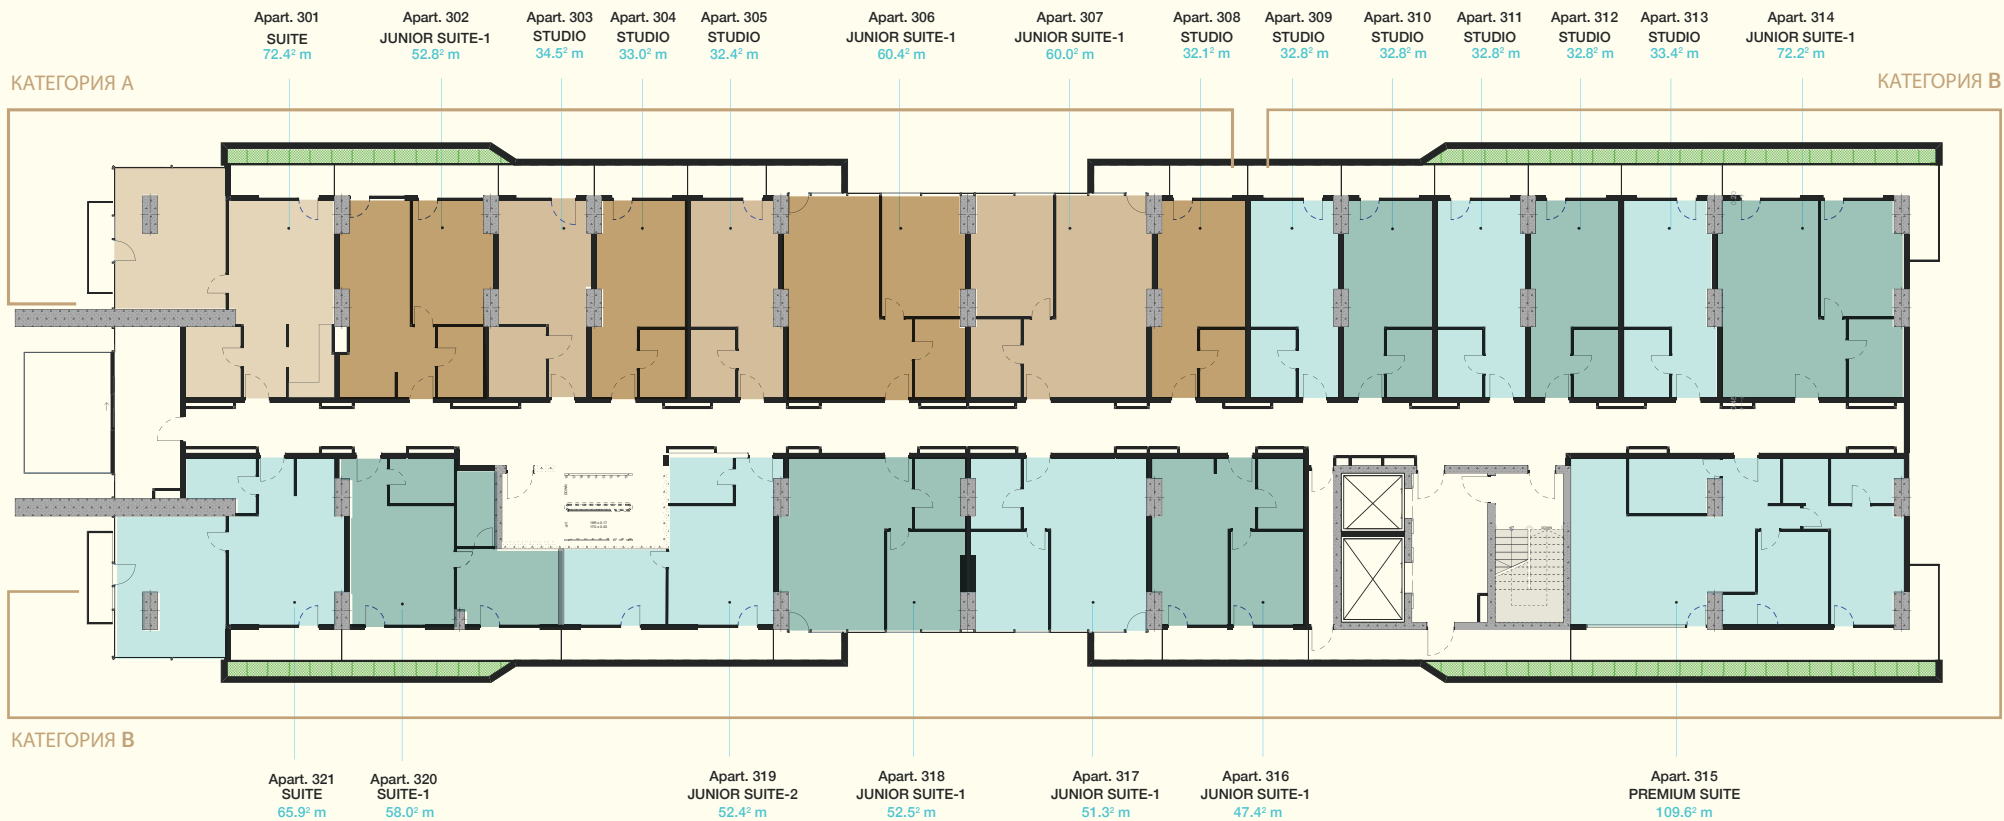 Apart. 301
SUITE
72.4² m
Apart. 302
JUNIOR SUITE-1
52.8² m
Apart. 303
STUDIO
34.5² m
Apart. 304
STUDIO
33.0² m
Apart. 305
STUDIO
32.4² m
Apart. 306
JUNIOR SUITE-1
60.4² m
Apart. 307
JUNIOR SUITE-1
60.0² m
Apart. 308
STUDIO
32.1² m
Apart. 309
STUDIO
32.8² m
Apart. 310
STUDIO
32.8² m
Apart. 311
STUDIO
32.8² m
Apart. 312
STUDIO
32.8² m
Apart. 313
STUDIO
33.4² m
Apart. 314
JUNIOR SUITE-1
72.2² m
КАТЕГОРИЯ А
КАТЕГОРИЯ В
КАТЕГОРИЯ В
Apart. 321
SUITE
65.9² m
Apart. 320
SUITE-1
58.0² m
Apart. 319
JUNIOR SUITE-2
52.4² m
Apart. 318
JUNIOR SUITE-1
52.5² m
Apart. 317
JUNIOR SUITE-1
51.3² m
Apart. 316
JUNIOR SUITE-1
47.4² m
Apart. 315
PREMIUM SUITE
109.6² m